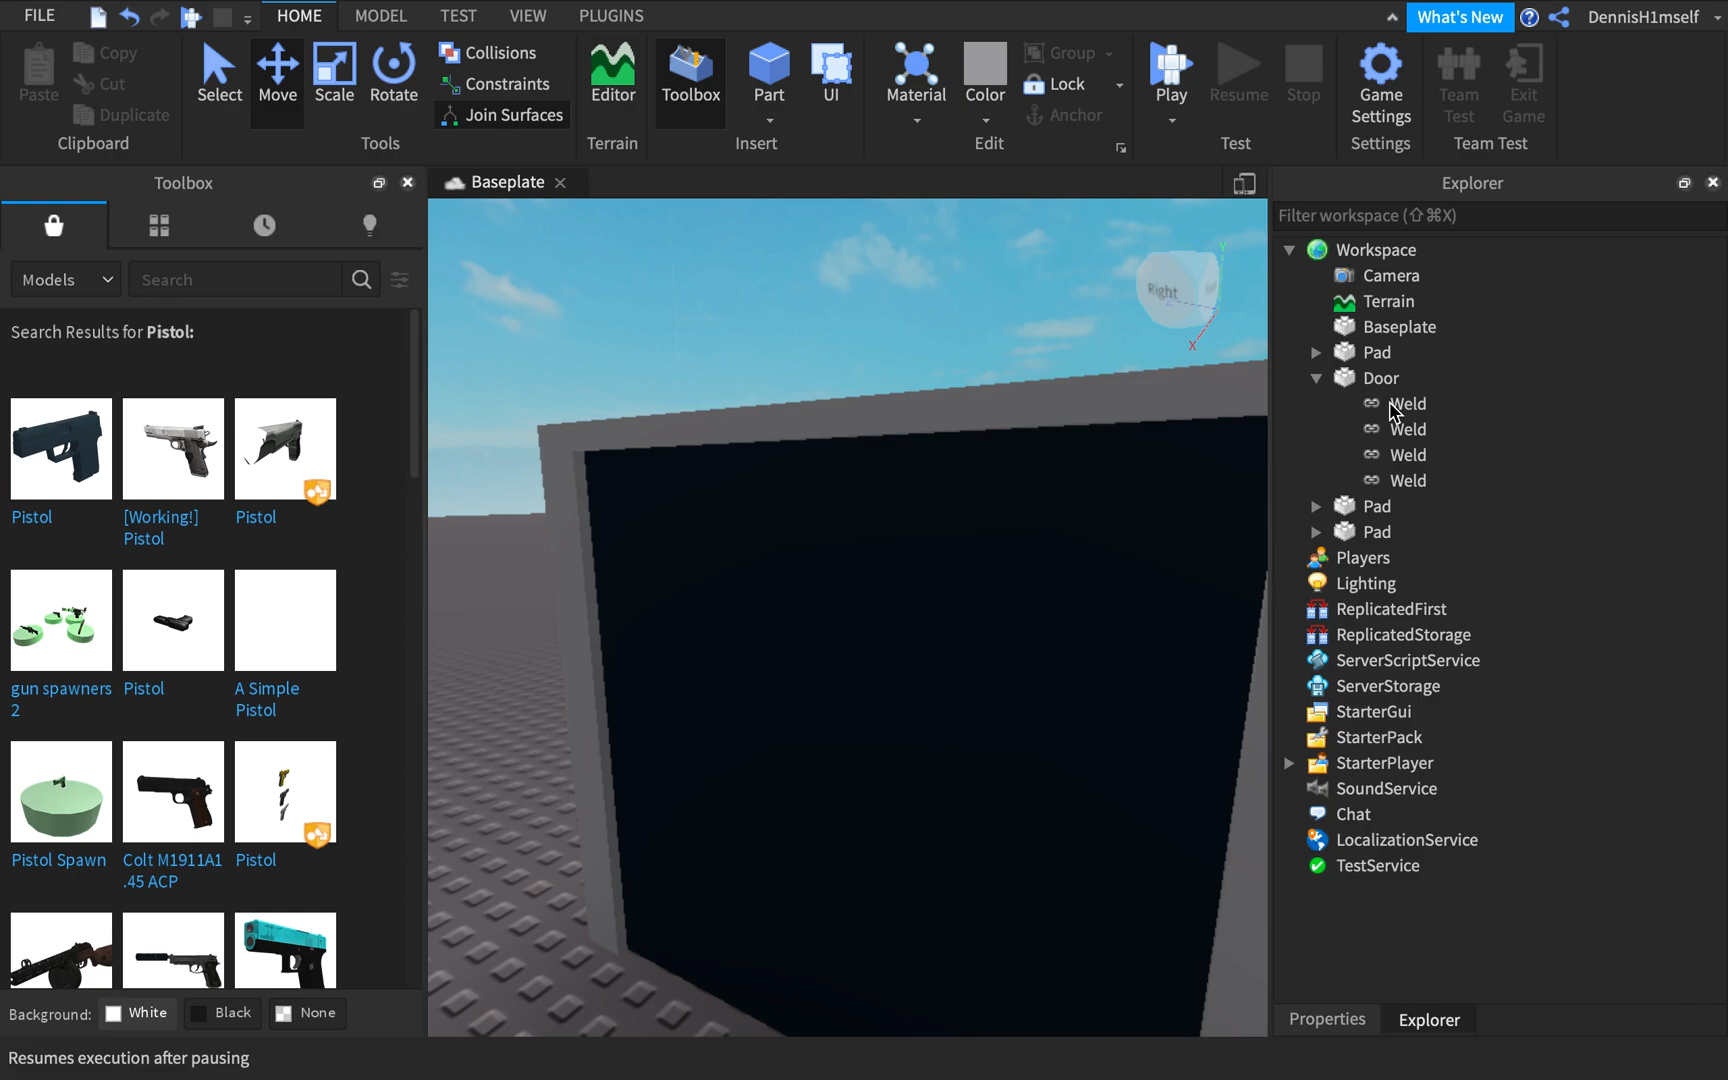 FILE
HOME
MODEL
TEST
VIEW
PLUGINS
What's New
DennisH1mself
Paste
Copy
Cut
Duplicate
Clipboard
Select
Move
Scale
Rotate
Collisions
Constraints
Join Surfaces
Tools
Editor
Terrain
Toolbox
Part
UI
Insert
Material
Color
Group
Lock
Anchor
Edit
Play
Resume
Stop
Test
Game
Settings
Settings
Team
Test
Exit
Game
Team Test
Toolbox
Models
Search
Search Results for Pistol:
Pistol
[Working!]
Pistol
Pistol
gun spawners
2
Pistol
A Simple
Pistol
Pistol Spawn
Colt M1911A1
.45 ACP
Pistol
Background:
White
Black
None
Resumes execution after pausing
Baseplate
Right
Y
X
Explorer
Filter workspace (⇧⌘X)
Workspace
Camera
Terrain
Baseplate
Pad
Door
Weld
Weld
Weld
Weld
Pad
Pad
Players
Lighting
ReplicatedFirst
ReplicatedStorage
ServerScriptService
ServerStorage
StarterGui
StarterPack
StarterPlayer
SoundService
Chat
LocalizationService
TestService
Properties
Explorer